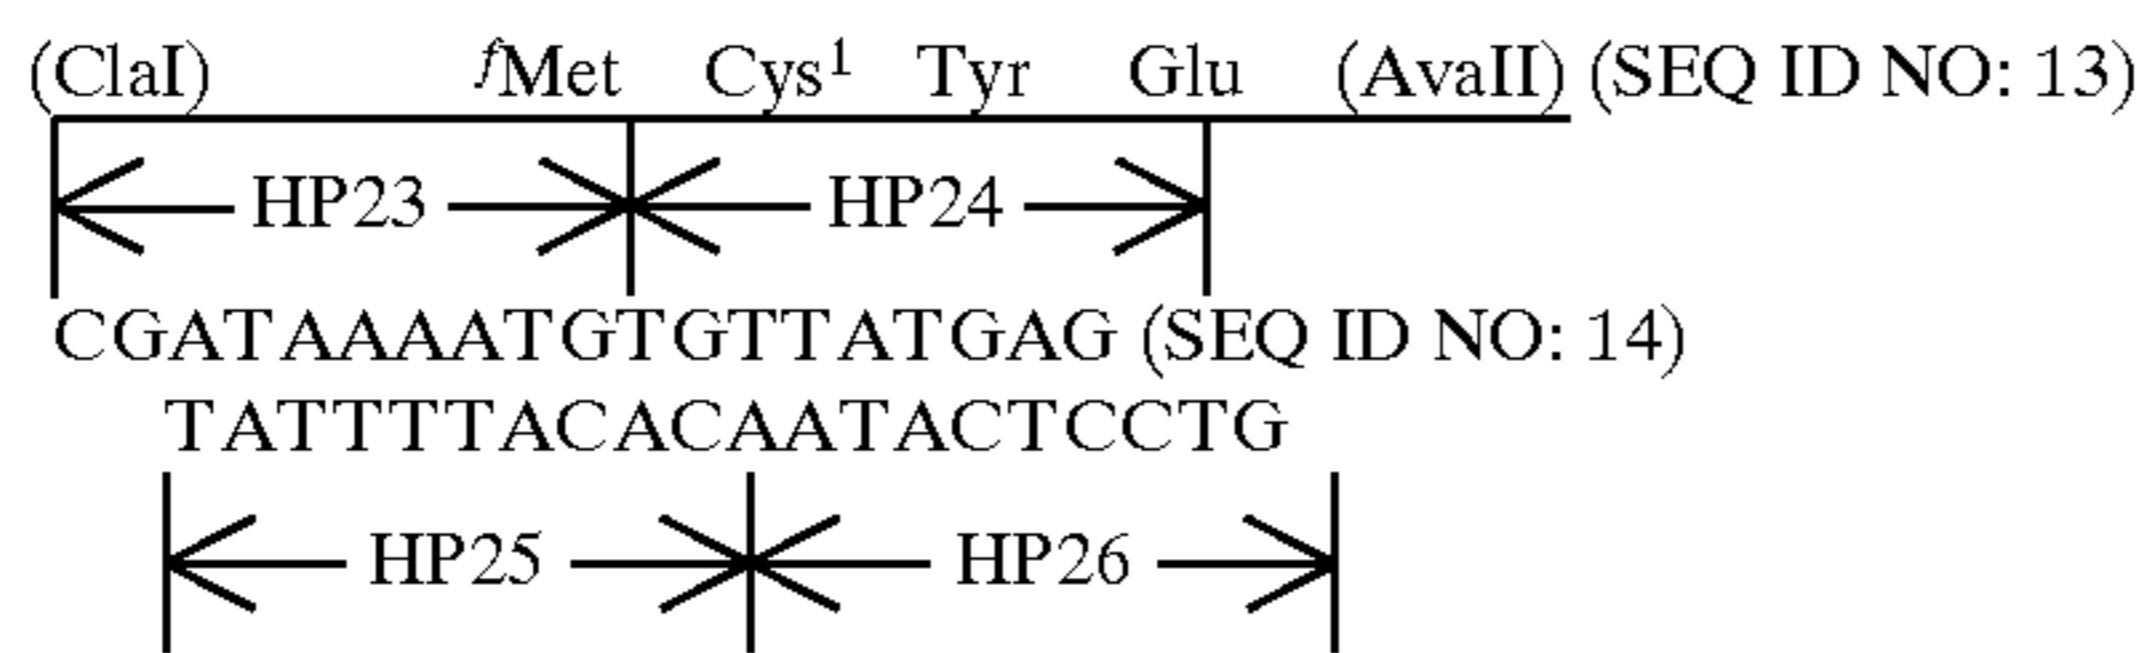 (ClaI) fMet Cys¹ Tyr Glu (AvaII) (SEQ ID NO: 13)
HP23 HP24
CGATAAAATGTGTTATGAG (SEQ ID NO: 14)
TATTTTACACAATACTCCTG
HP25 HP26